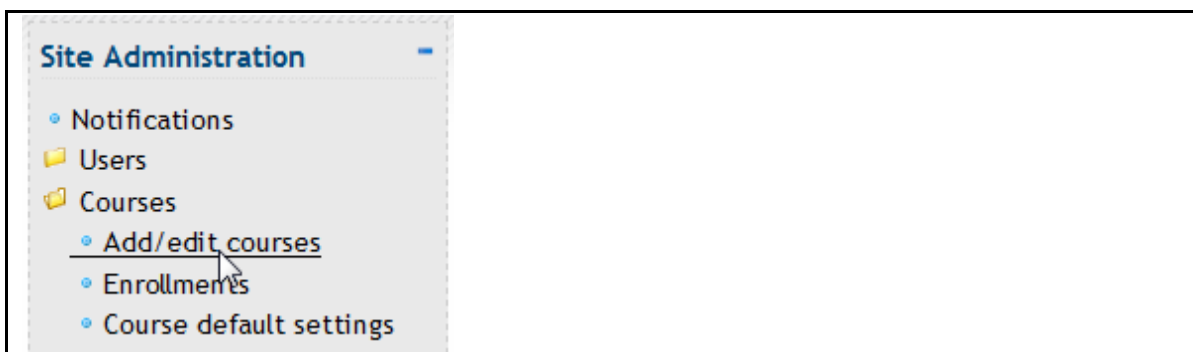 Site Administration
Notifications
Users
Courses
Add/edit courses
Enrollments
Course default settings